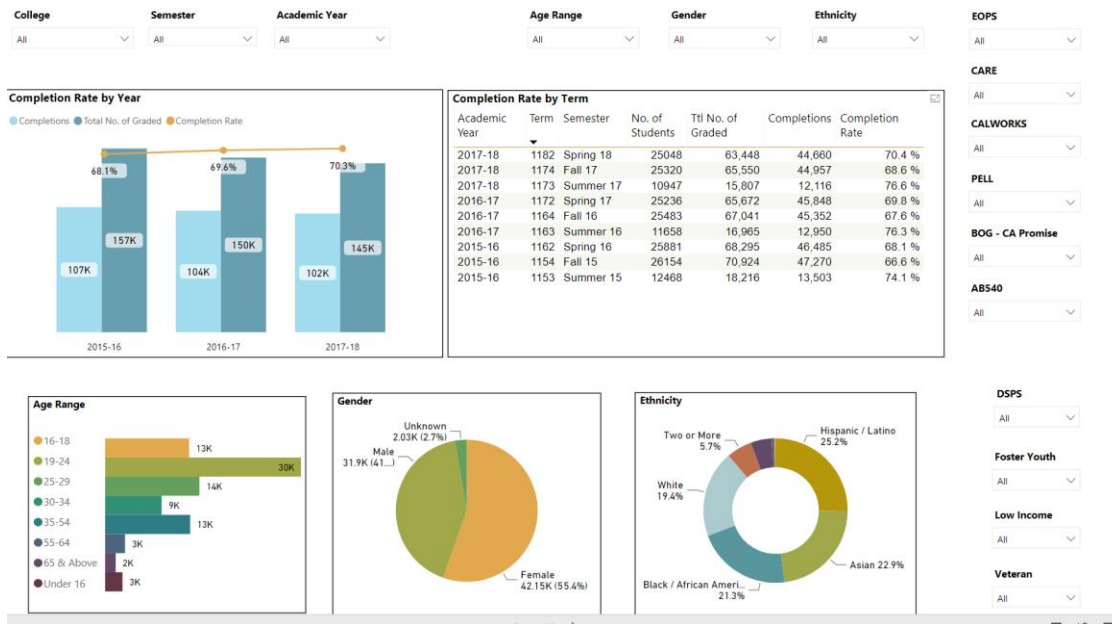 College Semester Academic Year Age Range Gender Ethnicity EOPS
All All All All All All All
CARE
All
CALWORKS
All
PELL
All
BOG - CA Promise
All
AB540
All
Completion Rate by Year
Completions Total No. of Graded Completion Rate
68.1% 69.6% 70.3%
157K 150K 145K
107K 104K 102K
2015-16 2016-17 2017-18
Completion Rate by Term
Academic Year Term Semester No. of Students Ttl No. of Graded Completions Completion Rate
2017-18 1182 Spring 18 25048 63,448 44,660 70.4 %
2017-18 1174 Fall 17 25320 65,550 44,957 68.6 %
2017-18 1173 Summer 17 10947 15,807 12,116 76.6 %
2016-17 1172 Spring 17 25236 65,672 45,848 69.8 %
2016-17 1164 Fall 16 25483 67,041 45,352 67.6 %
2016-17 1163 Summer 16 11658 16,965 12,950 76.3 %
2015-16 1162 Spring 16 25881 68,295 46,485 68.1 %
2015-16 1154 Fall 15 26154 70,924 47,270 66.6 %
2015-16 1153 Summer 15 12468 18,216 13,503 74.1 %
Age Range
16-18 13K
19-24 30K
25-29 14K
30-34 9K
35-54 13K
55-64 3K
65 & Above 2K
Under 16 3K
Gender
Unknown
2.03K (2.7%)
Male
31.9K (41...)
Female
42.15K (55.4%)
Ethnicity
Two or More
5.7%
Hispanic / Latino
25.2%
White
19.4%
Asian 22.9%
Black / African Ameri...
21.3%
DSPS
All
Foster Youth
All
Low Income
All
Veteran
All